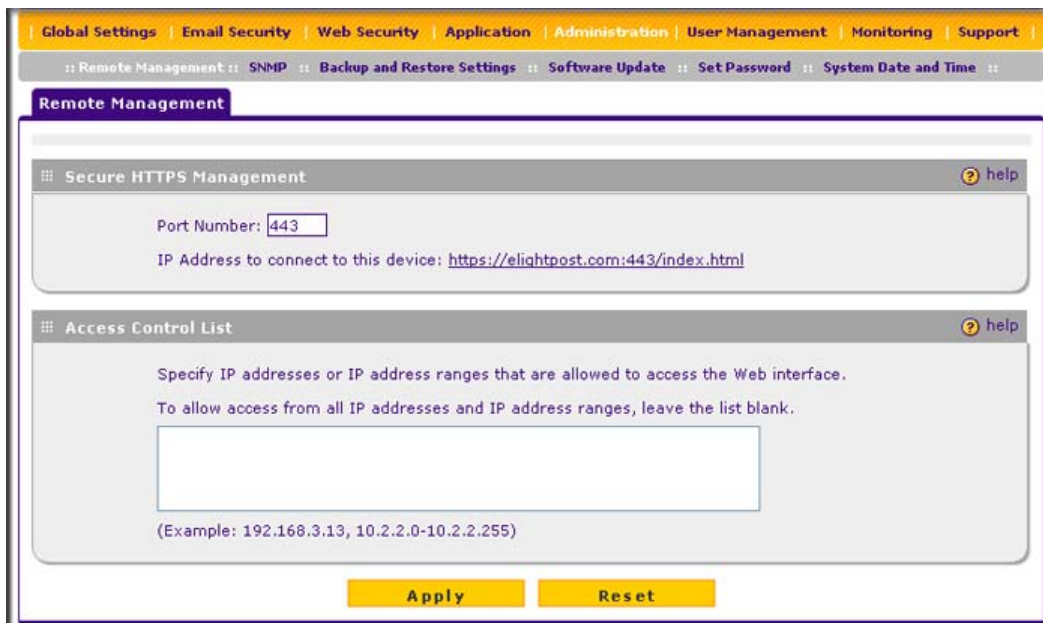 Global Settings | Email Security | Web Security | Application | Administration | User Management | Monitoring | Support
:: Remote Management :: SNMP :: Backup and Restore Settings :: Software Update :: Set Password :: System Date and Time ::
Remote Management
Secure HTTPS Management
? help
Port Number: 443
IP Address to connect to this device: https://elightpost.com:443/index.html
Access Control List
? help
Specify IP addresses or IP address ranges that are allowed to access the Web interface.
To allow access from all IP addresses and IP address ranges, leave the list blank.
(Example: 192.168.3.13, 10.2.2.0-10.2.2.255)
Apply Reset